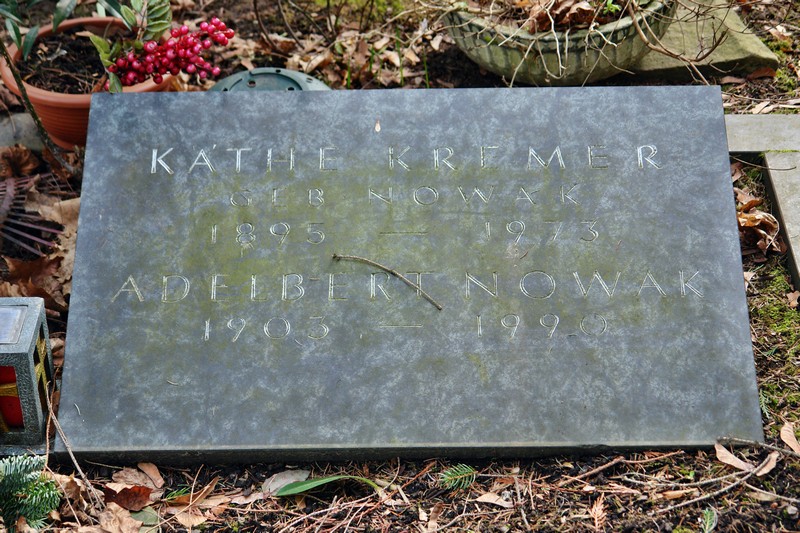 KÄTHE KREMER
GEB NOWAK
1895 — 1973
ADELBERT NOWAK
1903 — 1990